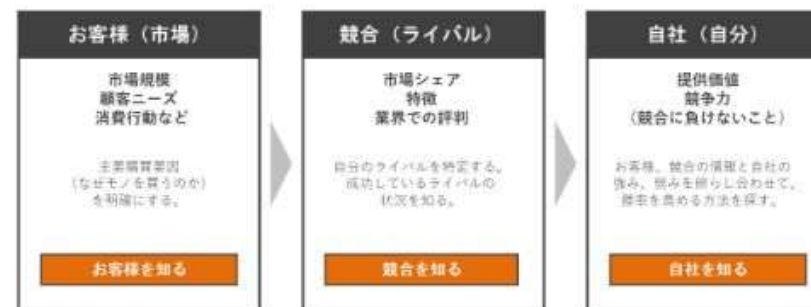 お客様（市場）
市場規模
顧客ニーズ
消費行動など
主要購買要因
（なぜモノを買うのか）
を明確にする。
お客様を知る
競合（ライバル）
市場シェア
特徴
業界での評判
自分のライバルを特定する。
成功しているライバルの
状況を知る。
競合を知る
自社（自分）
提供価値
競争力
（競合に負けないこと）
お客様、競合の情報と自社の
強み、弱みを照らし合わせて、
勝率を高める方法を探す。
自社を知る